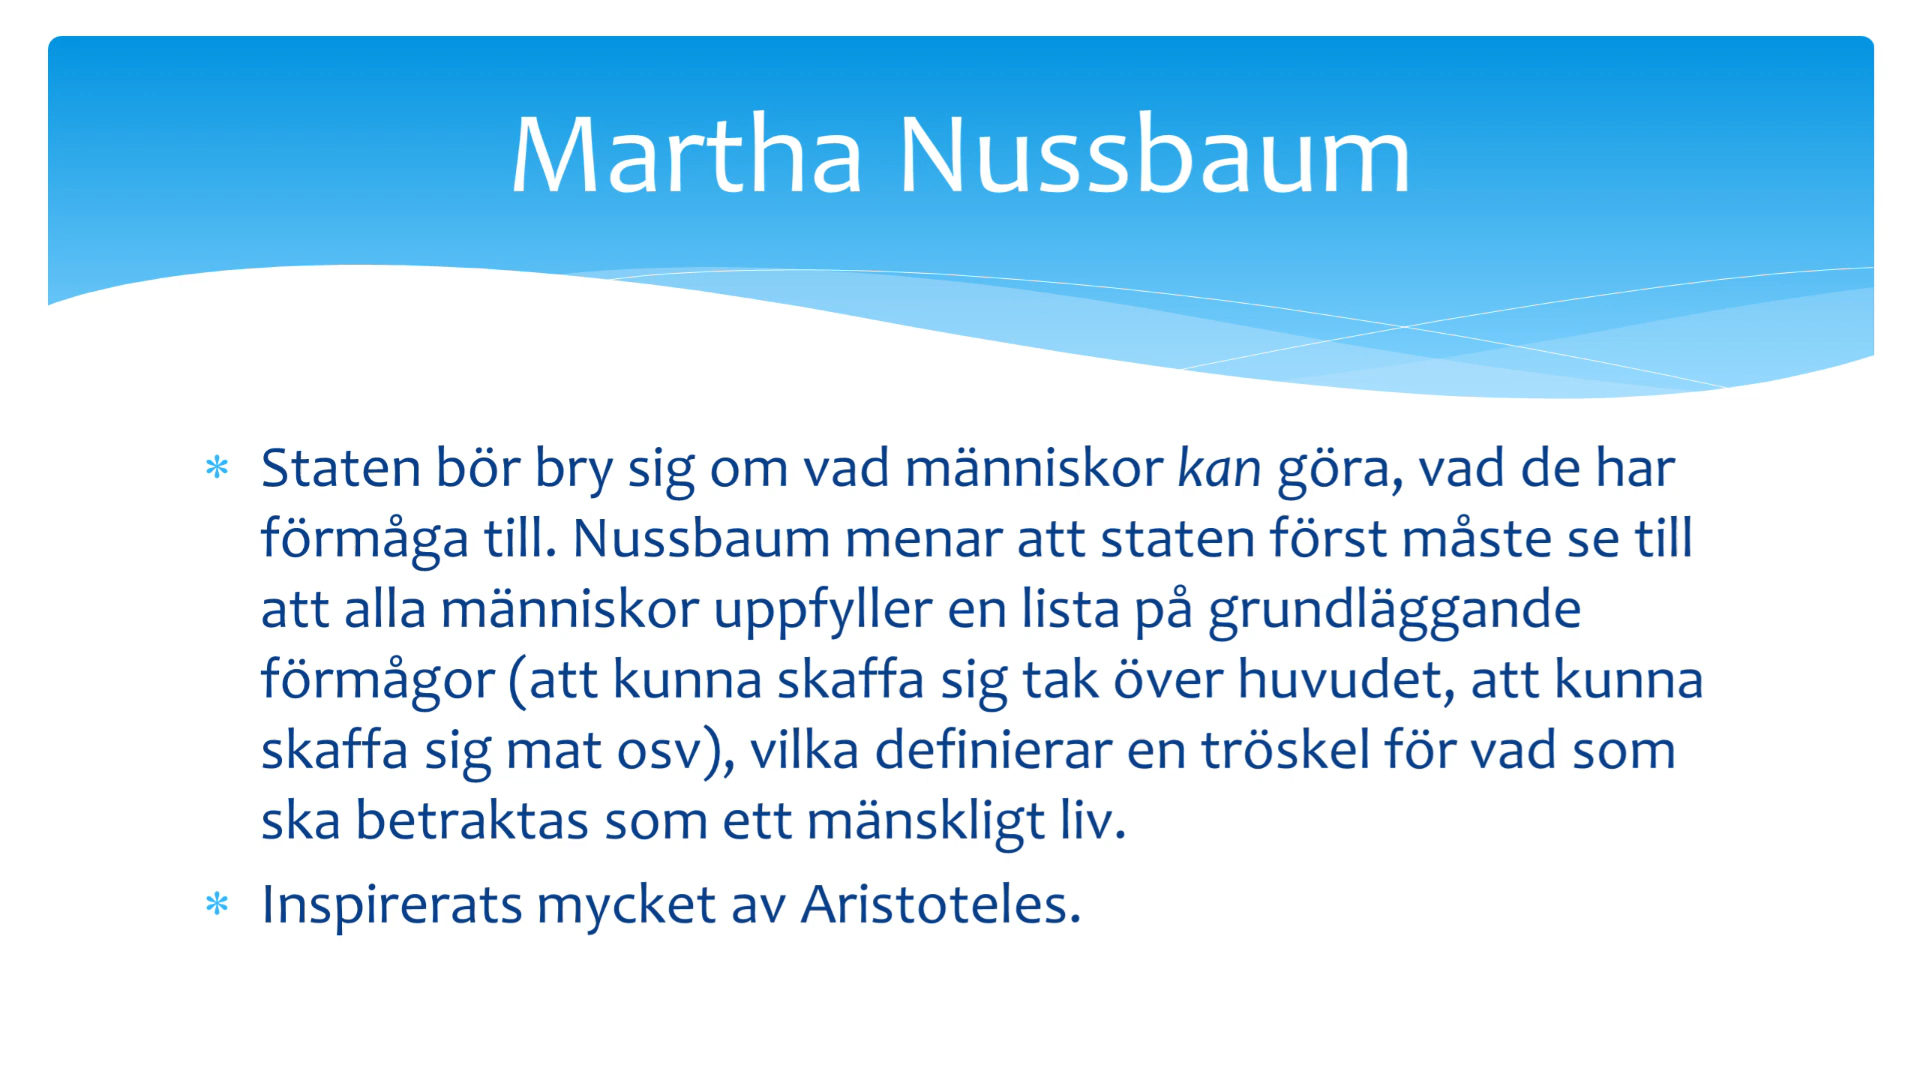 Martha Nussbaum
* Staten bör bry sig om vad människor kan göra, vad de har
förmåga till. Nussbaum menar att staten först måste se till
att alla människor uppfyller en lista på grundläggande
förmågor (att kunna skaffa sig tak över huvudet, att kunna
skaffa sig mat osv), vilka definierar en tröskel för vad som
ska betraktas som ett mänskligt liv.
* Inspirerats mycket av Aristoteles.